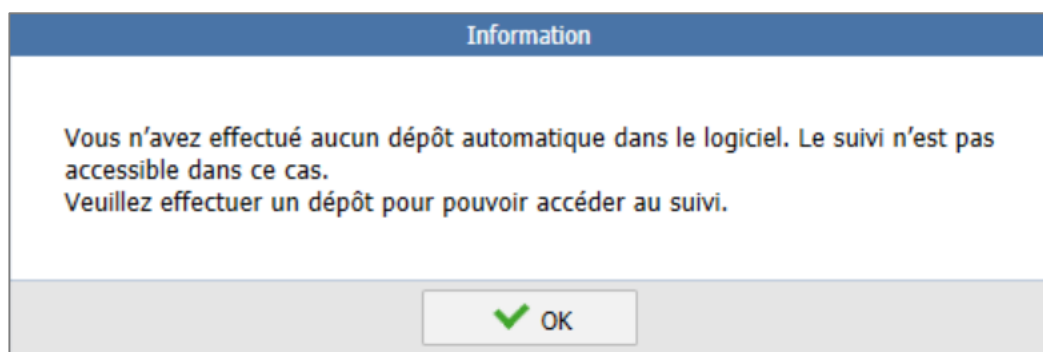 Information
Vous n’avez effectué aucun dépôt automatique dans le logiciel. Le suivi n’est pas
accessible dans ce cas.
Veuillez effectuer un dépôt pour pouvoir accéder au suivi.
OK